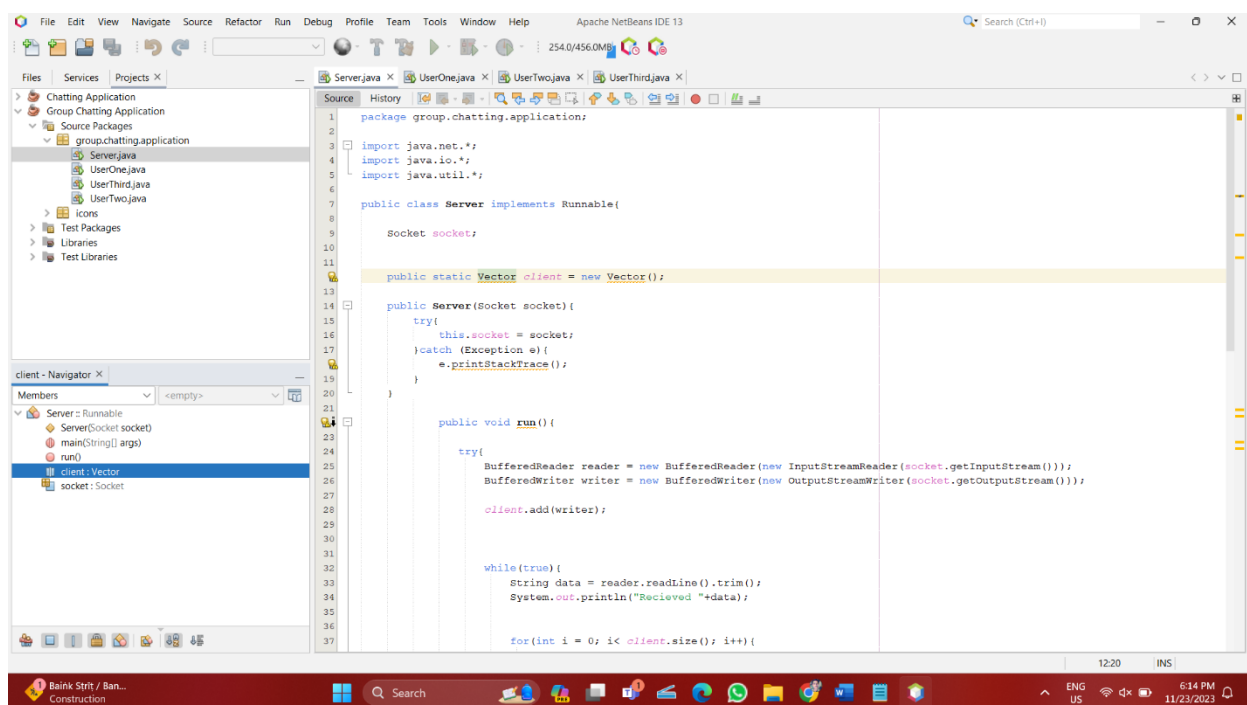 File Edit View Navigate Source Refactor Run Debug Profile Team Tools Window Help Apache NetBeans IDE 13 Search (Ctrl+I)
254.0/456.0MB
Files Services Projects
Server.java UserOne.java UserTwo.java UserThird.java
Chatting Application
Group Chatting Application
Source Packages
group.chatting.application
Server.java
UserOne.java
UserThird.java
UserTwo.java
icons
Test Packages
Libraries
Test Libraries
client - Navigator
Members <empty>
Server :: Runnable
Server(Socket socket)
main(String[] args)
run()
client : Vector
socket : Socket
Source History
1 package group.chatting.application;
2
3 import java.net.*;
4 import java.io.*;
5 import java.util.*;
6
7 public class Server implements Runnable{
8
9 Socket socket;
10
11
public static Vector client = new Vector();
13
14 public Server(Socket socket){
15 try{
16 this.socket = socket;
17 }catch (Exception e){
e.printStackTrace();
19 }
20 }
21
public void run(){
23
24 try{
25 BufferedReader reader = new BufferedReader(new InputStreamReader(socket.getInputStream()));
26 BufferedWriter writer = new BufferedWriter(new OutputStreamWriter(socket.getOutputStream()));
27
28 client.add(writer);
29
30
31
32 while(true){
33 String data = reader.readLine().trim();
34 System.out.println("Recieved "+data);
35
36
37 for(int i = 0; i< client.size(); i++){
12:20 INS
1 Baink Strit / Ban...
Construction
Search
PRE
ENG
US
6:14 PM
11/23/2023